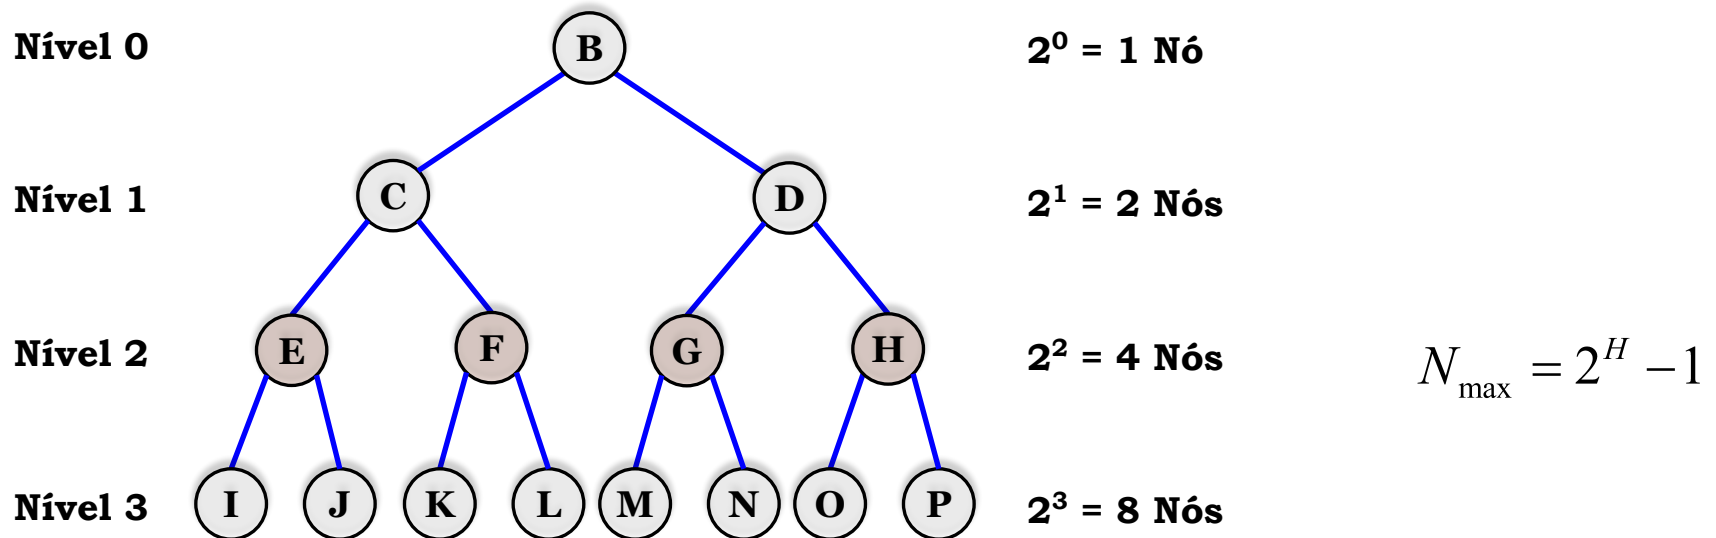 Nível 0 B 2⁰ = 1 Nó
Nível 1 C D 2¹ = 2 Nós
Nível 2 E F G H 2² = 4 Nós
N_max = 2^H − 1
Nível 3 I J K L M N O P 2³ = 8 Nós